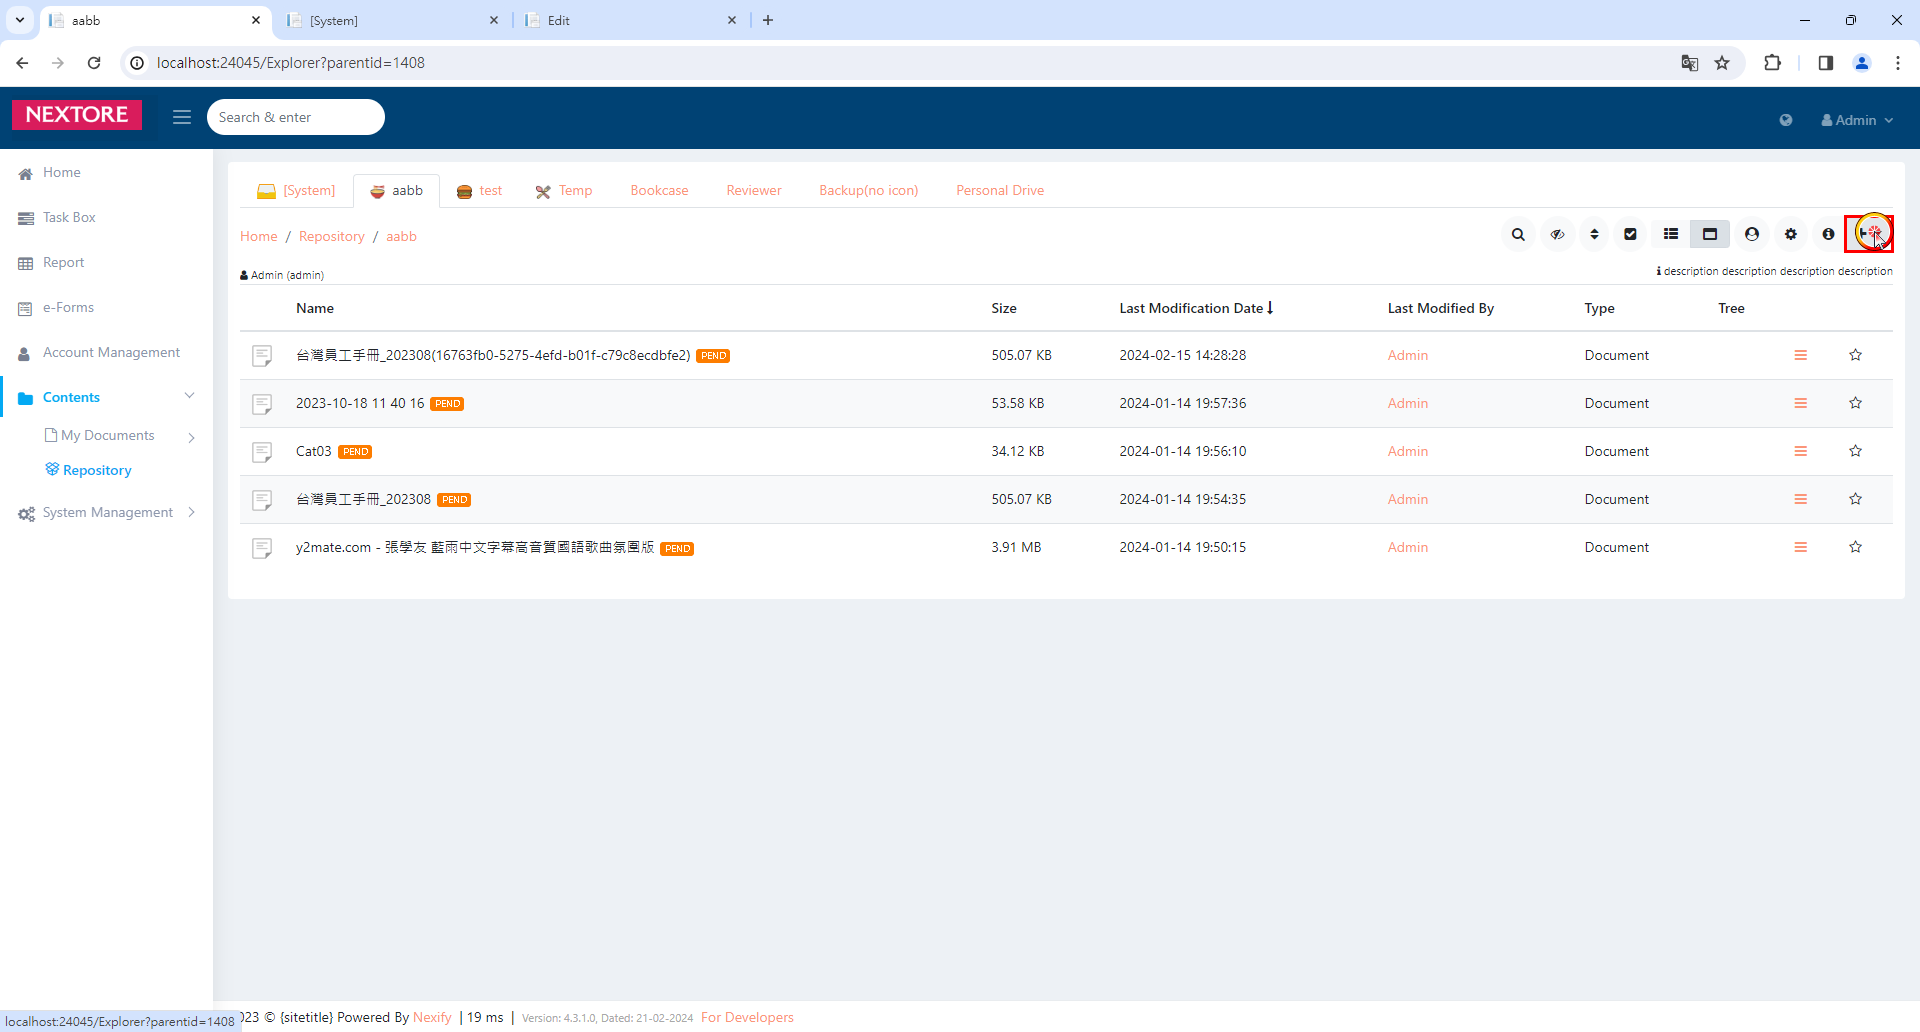 aabb
[System]
Edit
localhost:24045/Explorer?parentid=1408
NEXTORE
Search & enter
Admin
Home
Task Box
Report
e-Forms
Account Management
Contents
My Documents
Repository
System Management
[System]
aabb
test
Temp
Bookcase
Reviewer
Backup(no icon)
Personal Drive
Home / Repository / aabb
Admin (admin)
description description description description
Name Size Last Modification Date Last Modified By Type Tree
台灣員工手冊_202308(16763fb0-5275-4efd-b01f-c79c8ecdbfe2) PEND 505.07 KB 2024-02-15 14:28:28 Admin Document
2023-10-18 11 40 16 PEND 53.58 KB 2024-01-14 19:57:36 Admin Document
Cat03 PEND 34.12 KB 2024-01-14 19:56:10 Admin Document
台灣員工手冊_202308 PEND 505.07 KB 2024-01-14 19:54:35 Admin Document
y2mate.com - 張學友 藍雨中文字幕高音質國語歌曲氛圍版 PEND 3.91 MB 2024-01-14 19:50:15 Admin Document
localhost:24045/Explorer?parentid=1408
023 © {sitetitle} Powered By Nexify | 19 ms | Version: 4.3.1.0, Dated: 21-02-2024 For Developers